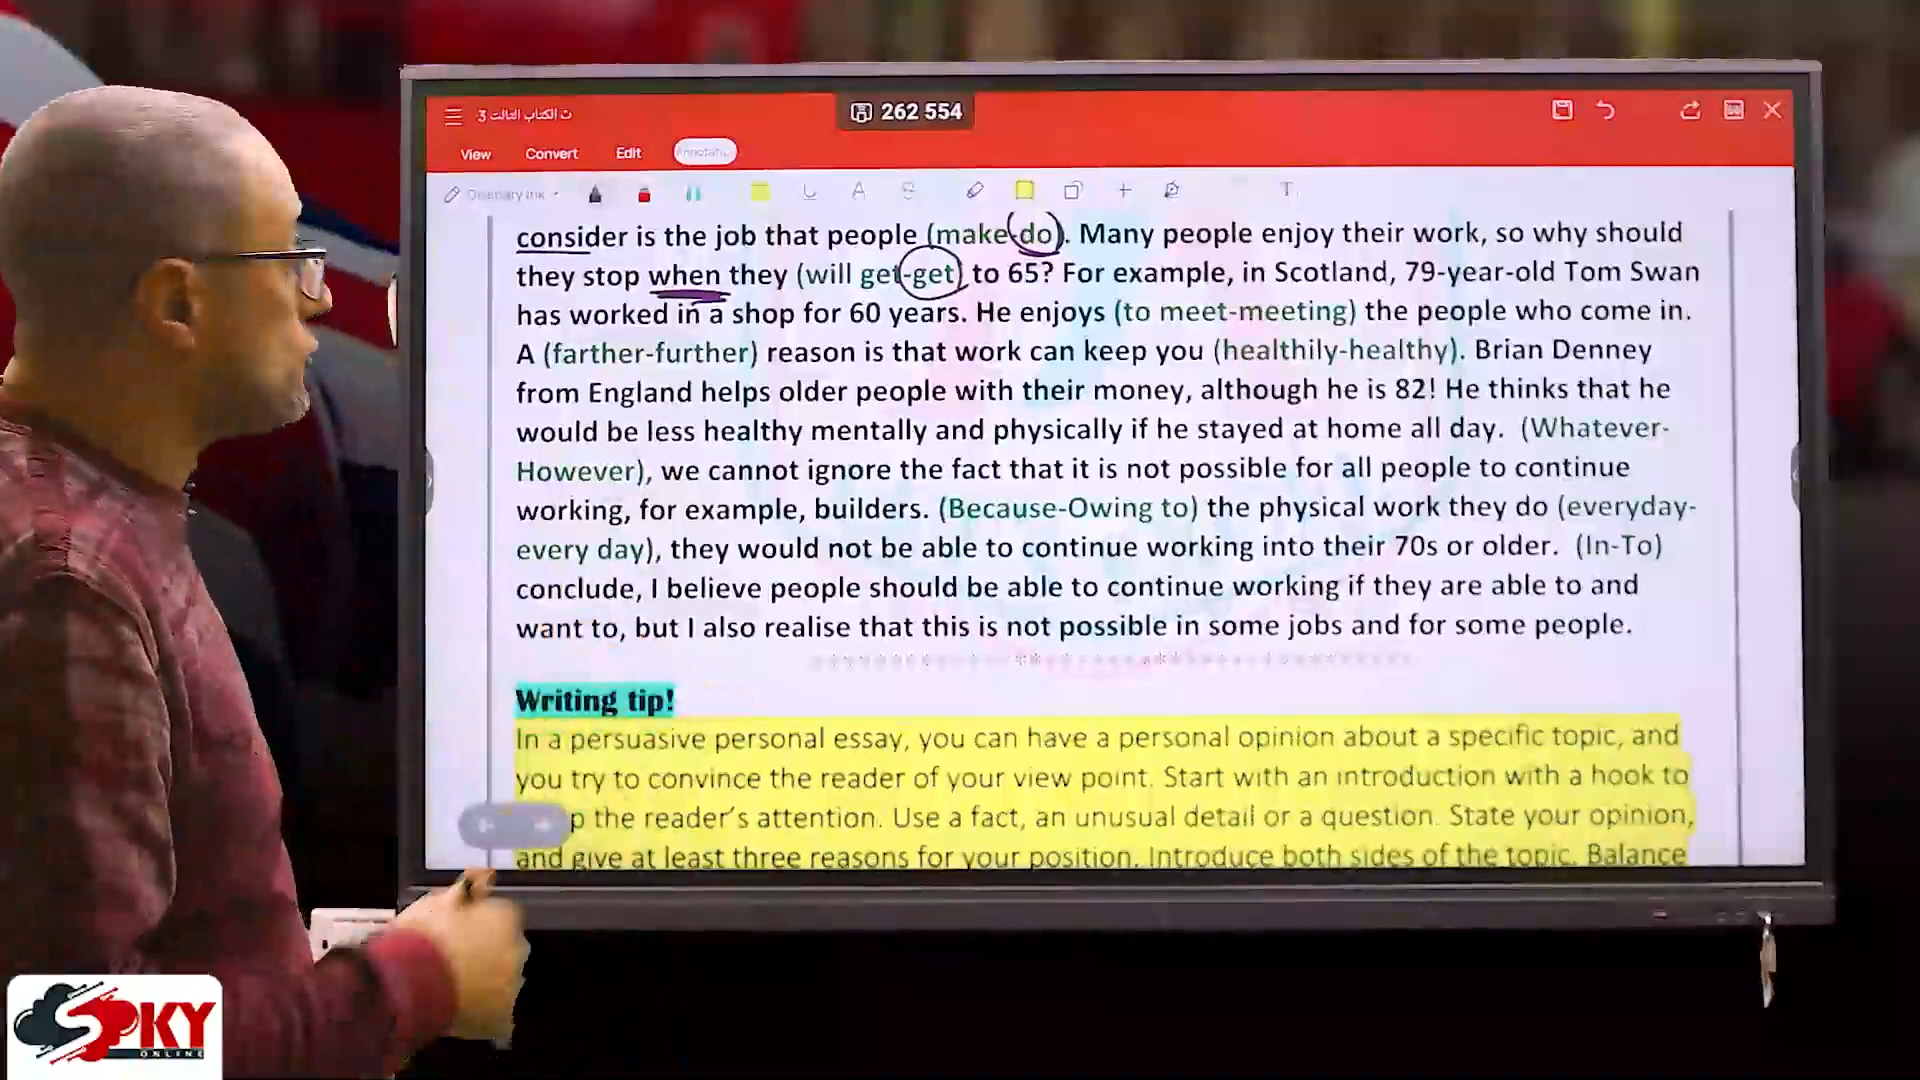 ت الكتاب التالت 3
262 554
View Convert Edit
Ordinary ink
consider is the job that people (make-do). Many people enjoy their work, so why should
they stop when they (will get-get) to 65? For example, in Scotland, 79-year-old Tom Swan
has worked in a shop for 60 years. He enjoys (to meet-meeting) the people who come in.
A (farther-further) reason is that work can keep you (healthily-healthy). Brian Denney
from England helps older people with their money, although he is 82! He thinks that he
would be less healthy mentally and physically if he stayed at home all day. (Whatever-
However), we cannot ignore the fact that it is not possible for all people to continue
working, for example, builders. (Because-Owing to) the physical work they do (everyday-
every day), they would not be able to continue working into their 70s or older. (In-To)
conclude, I believe people should be able to continue working if they are able to and
want to, but I also realise that this is not possible in some jobs and for some people.
Writing tip!
In a persuasive personal essay, you can have a personal opinion about a specific topic, and
you try to convince the reader of your view point. Start with an introduction with a hook to
p the reader's attention. Use a fact, an unusual detail or a question. State your opinion,
and give at least three reasons for your position. Introduce both sides of the topic. Balance
SPKY
ONLINE